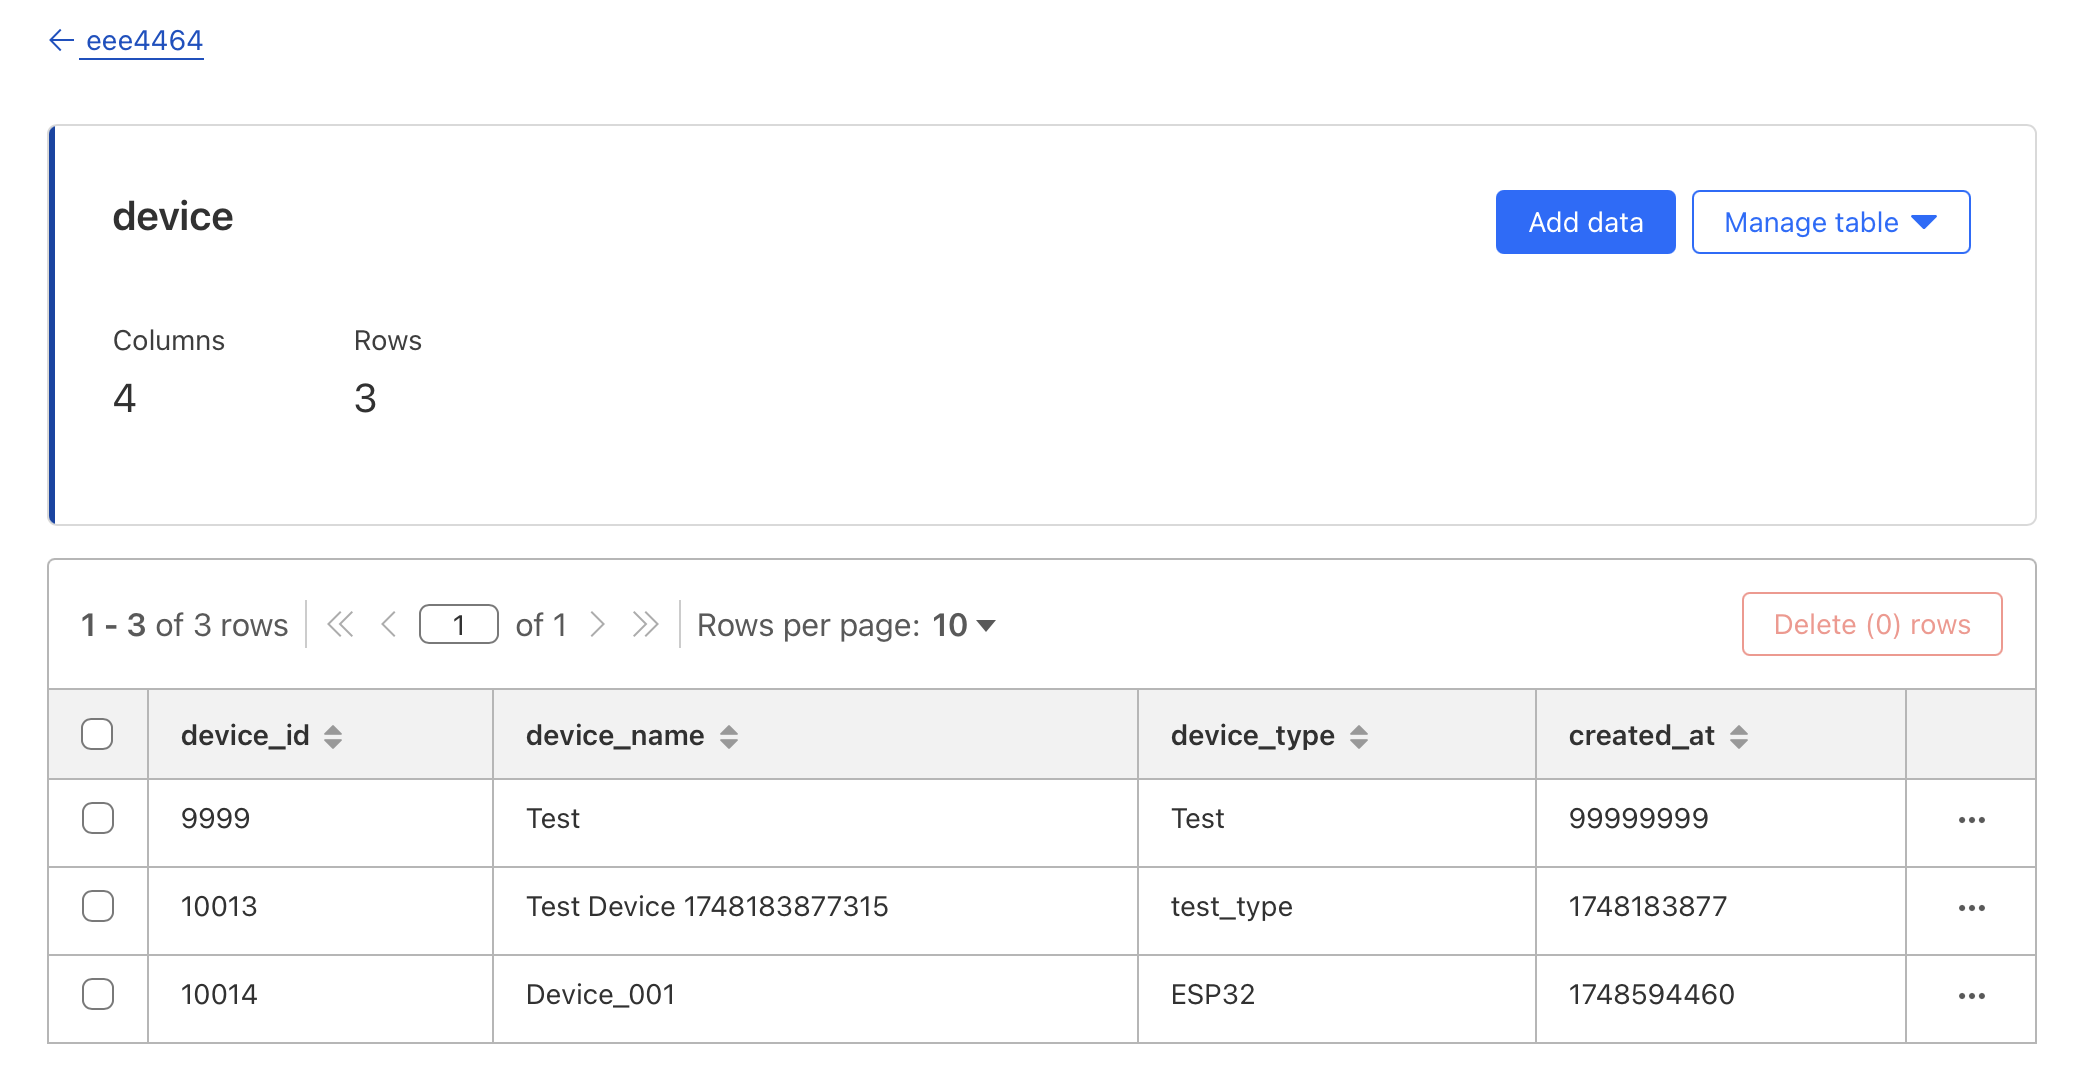 ← eee4464
device
Add data
Manage table
Columns Rows
4 3
1 - 3 of 3 rows 1 of 1 Rows per page: 10 Delete (0) rows
device_id device_name device_type created_at
9999 Test Test 99999999 •••
10013 Test Device 1748183877315 test_type 1748183877 •••
10014 Device_001 ESP32 1748594460 •••